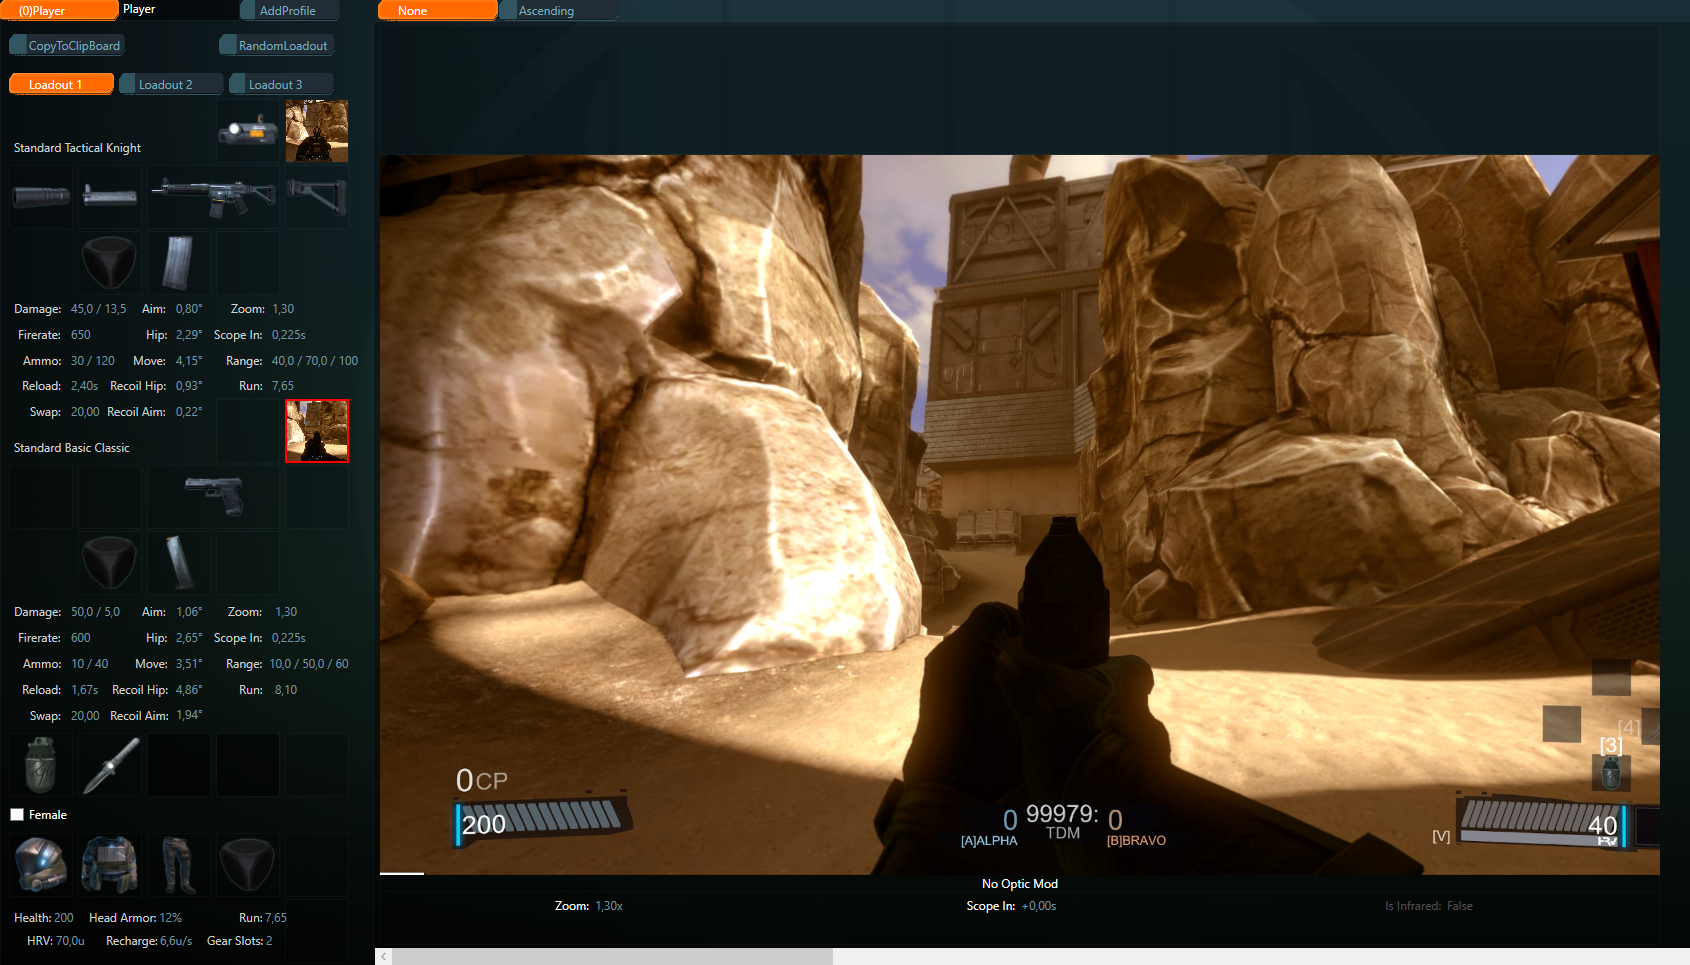 (0)Player Player AddProfile None Ascending
CopyToClipBoard RandomLoadout
Loadout 1 Loadout 2 Loadout 3
Standard Tactical Knight
Damage: 45,0 / 13,5 Aim: 0,80° Zoom: 1,30
Firerate: 650 Hip: 2,29° Scope In: 0,225s
Ammo: 30 / 120 Move: 4,15° Range: 40,0 / 70,0 / 100
Reload: 2,40s Recoil Hip: 0,93° Run: 7,65
Swap: 20,00 Recoil Aim: 0,22°
Standard Basic Classic
Damage: 50,0 / 5,0 Aim: 1,06° Zoom: 1,30
Firerate: 600 Hip: 2,65° Scope In: 0,225s
Ammo: 10 / 40 Move: 3,51° Range: 10,0 / 50,0 / 60
Reload: 1,67s Recoil Hip: 4,86° Run: 8,10
Swap: 20,00 Recoil Aim: 1,94°
Female
Health: 200 Head Armor: 12% Run: 7,65
HRV: 70,0u Recharge: 6,6u/s Gear Slots: 2
[4]
[3]
0 CP
200
0 99979: 0
TDM
[A]ALPHA [B]BRAVO
[V] 40
HRV
No Optic Mod
Zoom: 1,30x Scope In: +0,00s Is Infrared: False